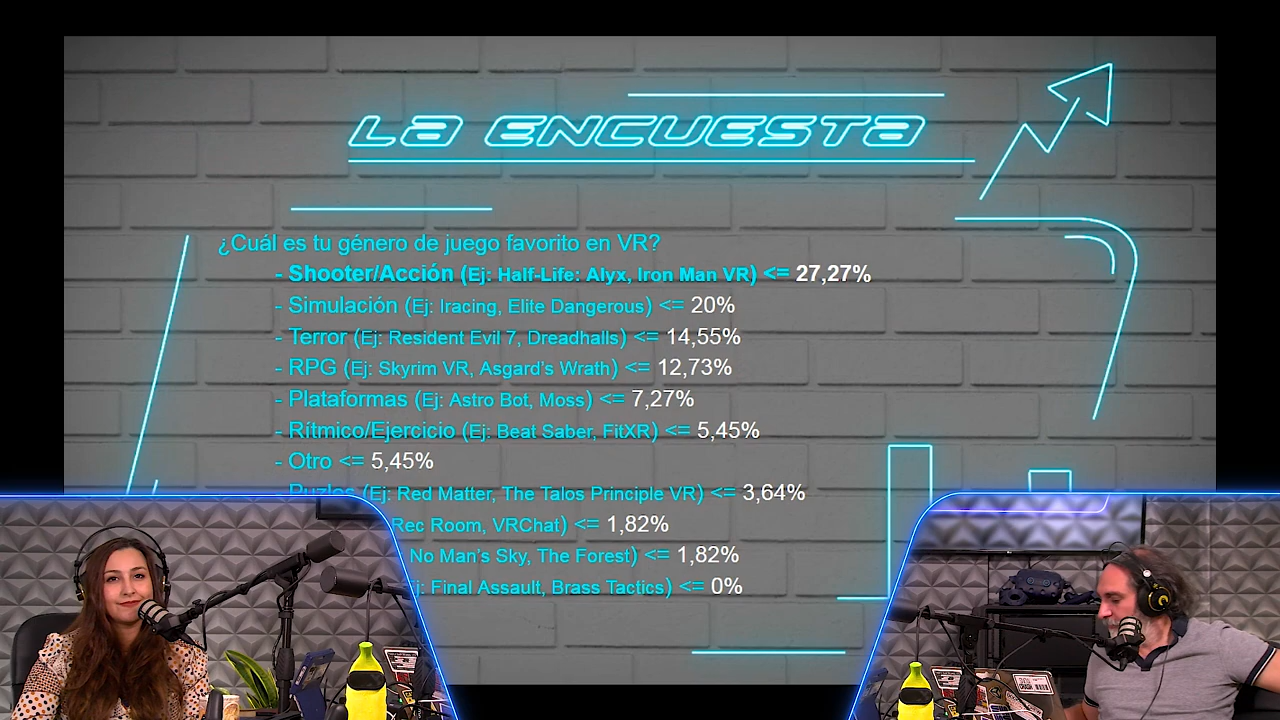 La ENCUESTa
¿Cuál es tu género de juego favorito en VR?
- Shooter/Acción (Ej: Half-Life: Alyx, Iron Man VR) <= 27,27%
- Simulación (Ej: Iracing, Elite Dangerous) <= 20%
- Terror (Ej: Resident Evil 7, Dreadhalls) <= 14,55%
- RPG (Ej: Skyrim VR, Asgard's Wrath) <= 12,73%
- Plataformas (Ej: Astro Bot, Moss) <= 7,27%
- Rítmico/Ejercicio (Ej: Beat Saber, FitXR) <= 5,45%
- Otro <= 5,45%
- Puzles (Ej: Red Matter, The Talos Principle VR) <= 3,64%
Rec Room, VRChat) <= 1,82%
No Man's Sky, The Forest) <= 1,82%
j: Final Assault, Brass Tactics) <= 0%